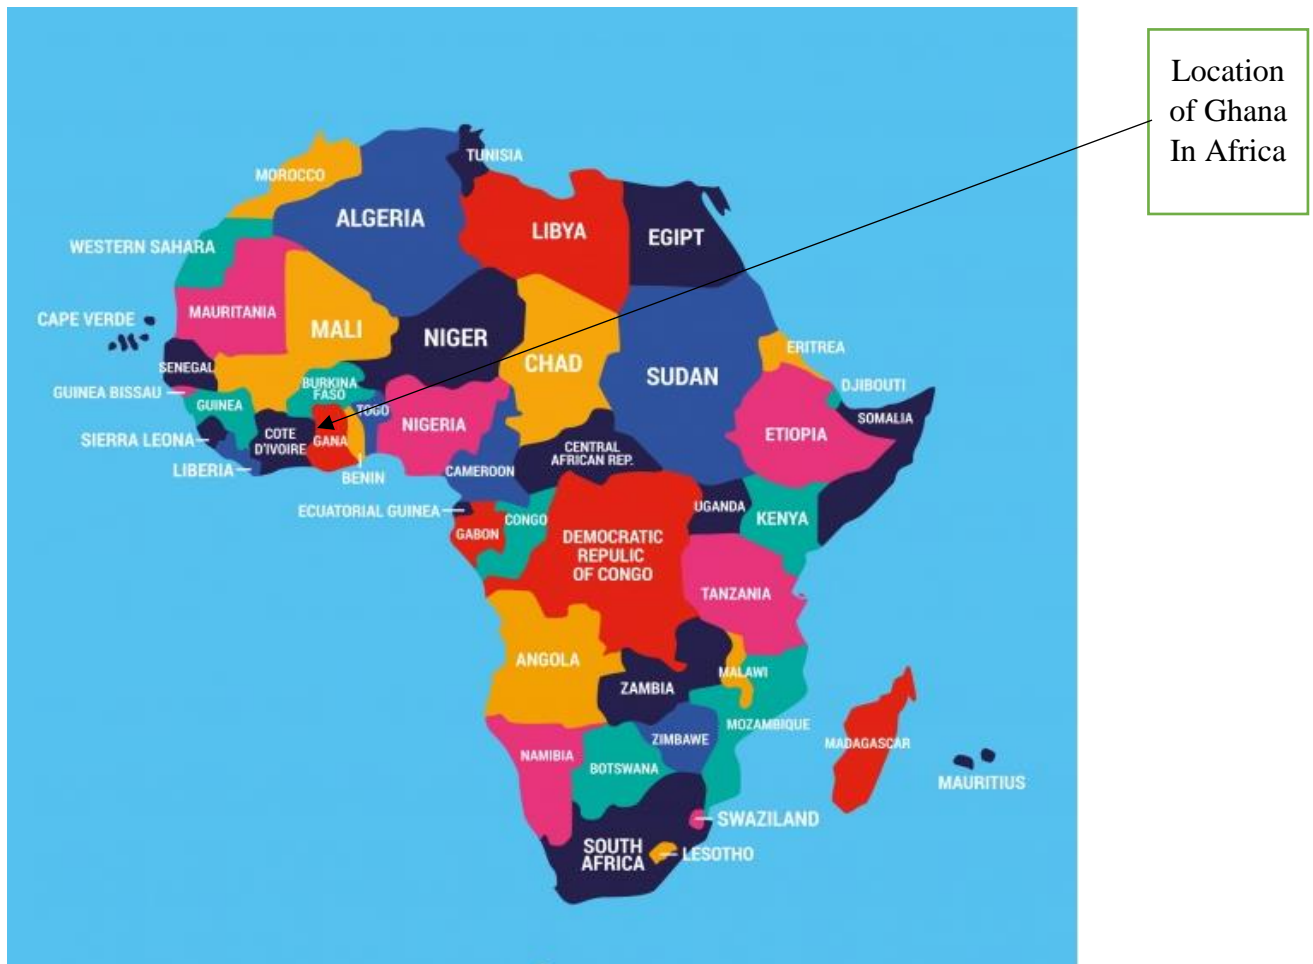 Location
of Ghana
In Africa
TUNISIA
MOROCCO
ALGERIA
LIBYA
EGIPT
WESTERN SAHARA
MAURITANIA
CAPE VERDE
MALI
NIGER
CHAD
SUDAN
ERITREA
SENEGAL
DJIBOUTI
GUINEA BISSAU
BURKINA
FASO
GUINEA
TOGO
SOMALIA
NIGERIA
ETIOPIA
SIERRA LEONA
COTE
D'IVOIRE
GANA
LIBERIA
BENIN
CAMEROON
CENTRAL
AFRICAN REP.
ECUATORIAL GUINEA
GABON
CONGO
UGANDA
KENYA
DEMOCRATIC
REPULIC
OF CONGO
TANZANIA
ANGOLA
ZAMBIA
MALAWI
MOZAMBIQUE
NAMIBIA
BOTSWANA
ZIMBAWE
MADAGASCAR
MAURITIUS
SWAZILAND
SOUTH
AFRICA
LESOTHO